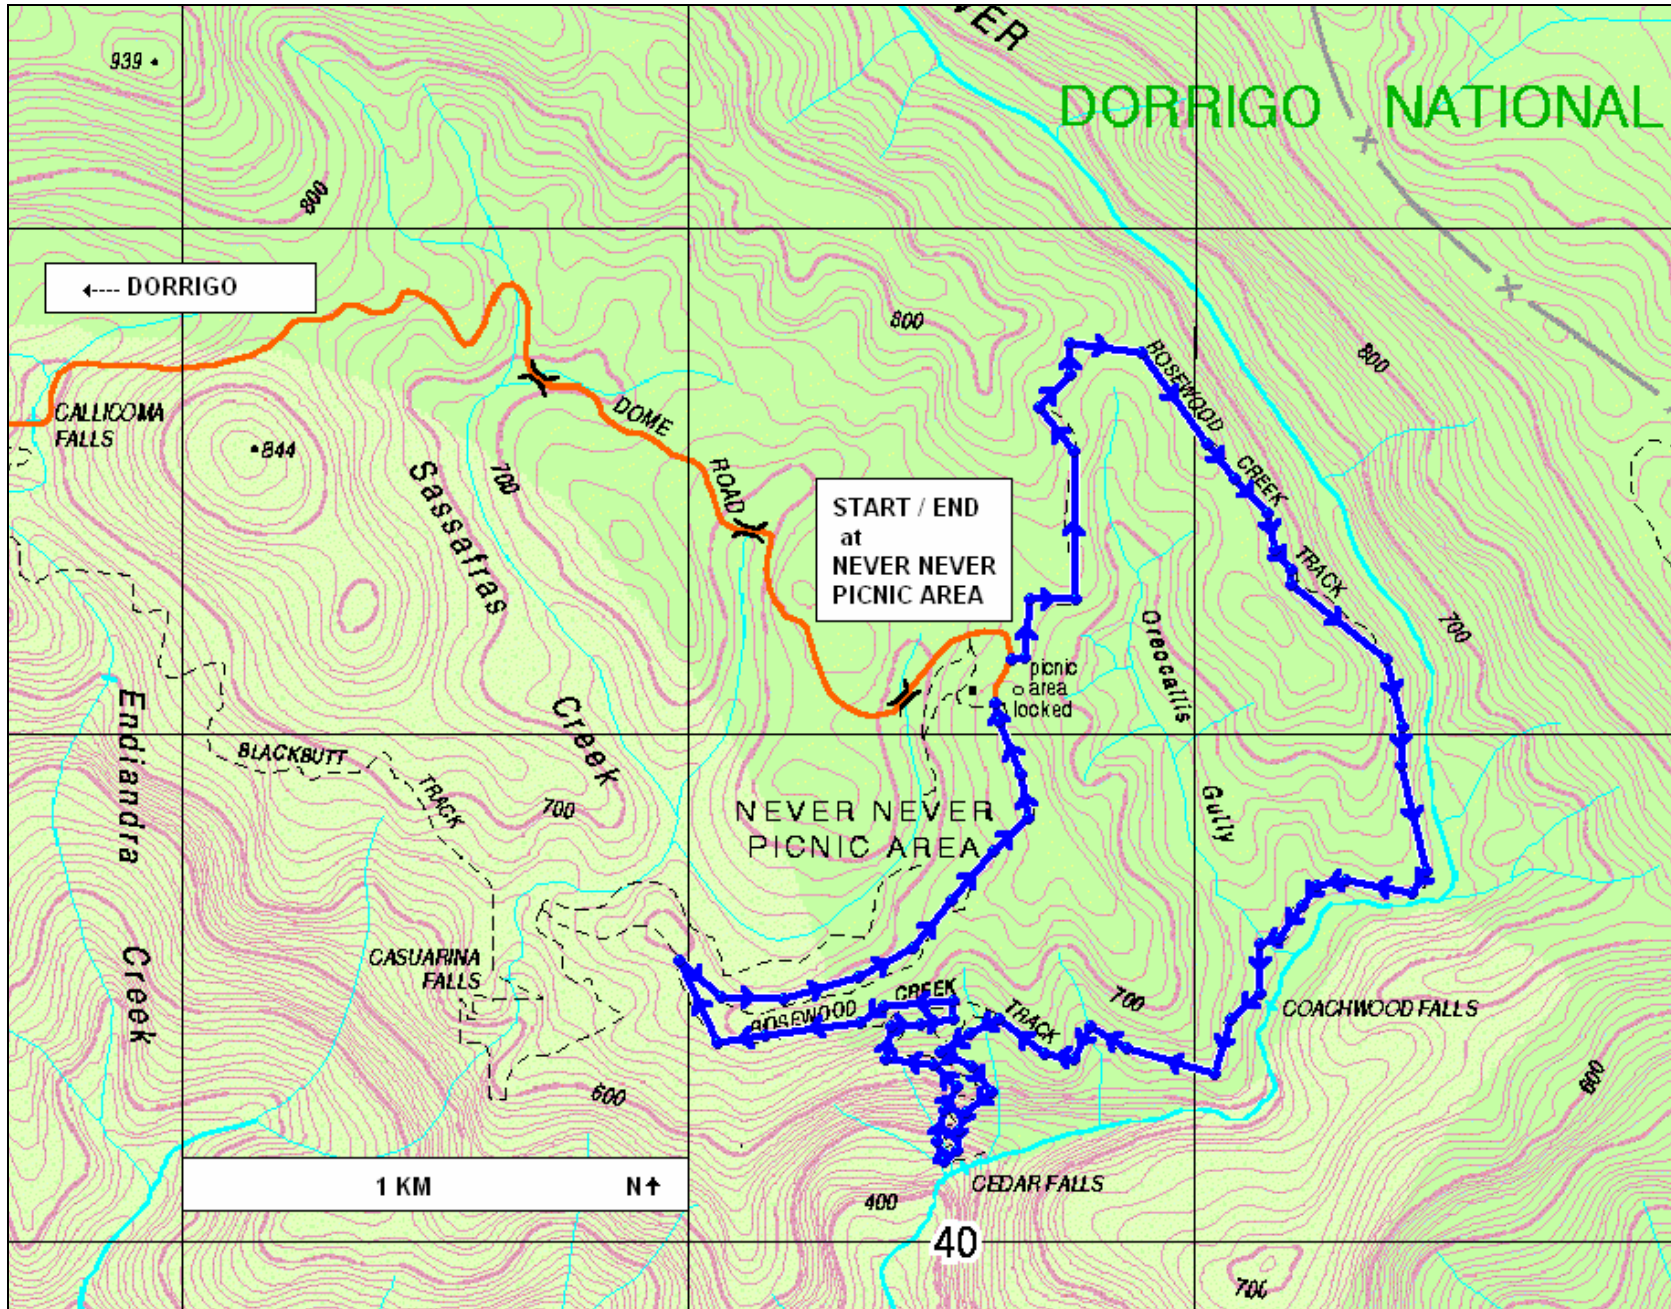 VER
939
DORRIGO NATIONAL
800
<---- DORRIGO
800
800
ROSEWOOD
CREEK
TRACK
CALLICOMA
FALLS
844
DOME
ROAD
700
Sassafras
Creek
START / END
at
NEVER NEVER
PICNIC AREA
700
picnic
area
locked
Oreocallis
Gully
Endiandra
Creek
BLACKBUTT
TRACK
700
NEVER NEVER
PICNIC AREA
CASUARINA
FALLS
ROSEWOOD
CREEK
TRACK
700
COACHWOOD FALLS
600
600
1 KM
N↑
CEDAR FALLS
400
40
700